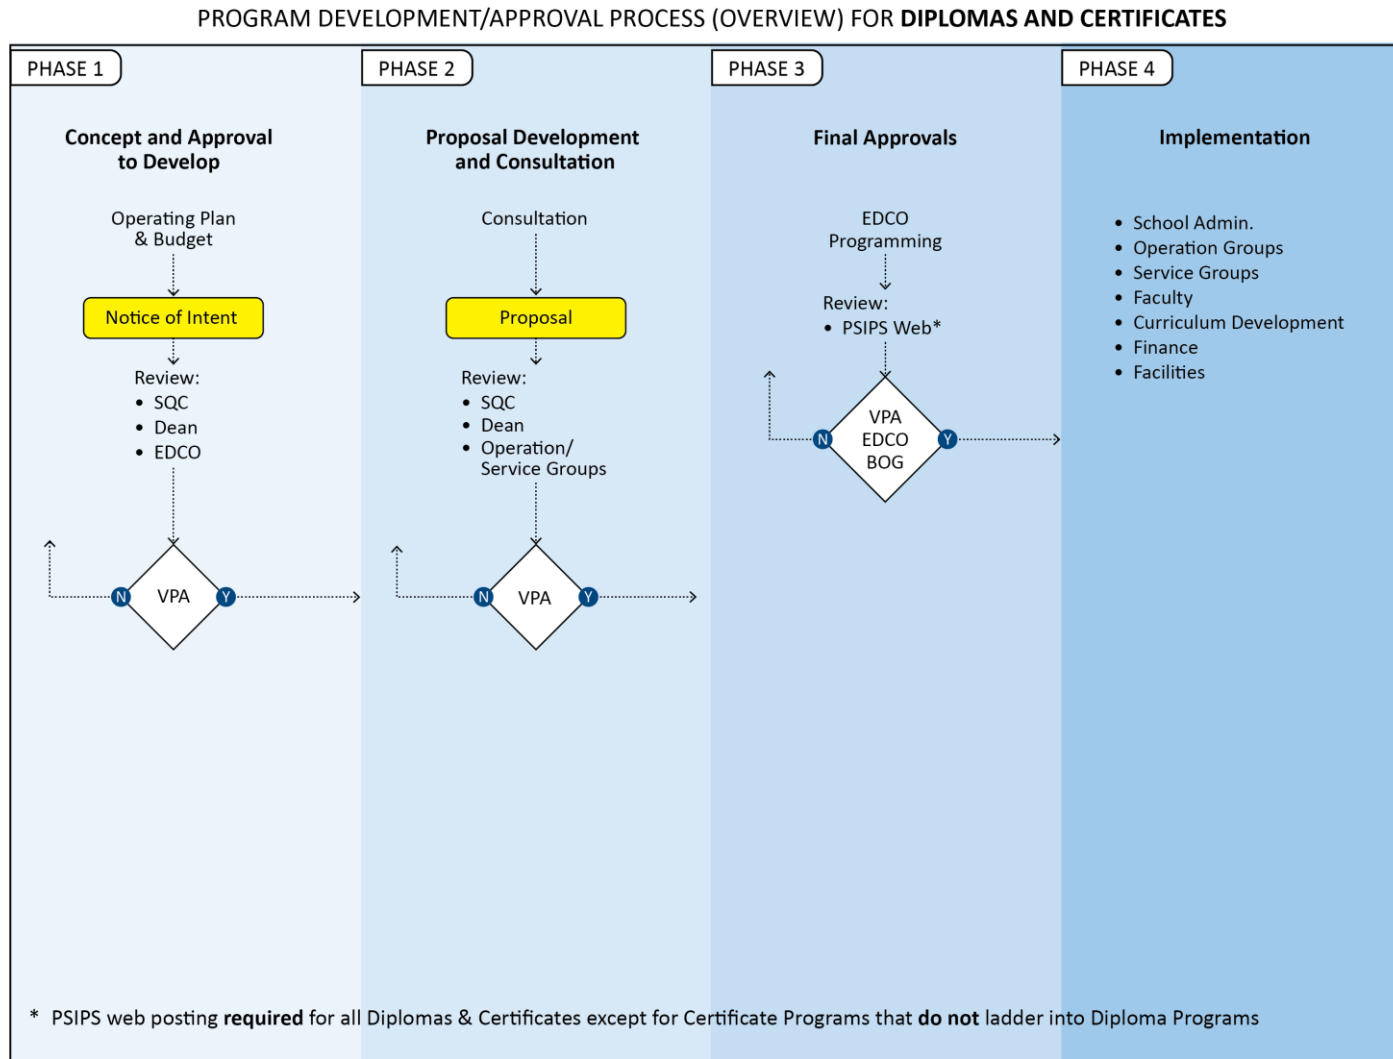 PROGRAM DEVELOPMENT/APPROVAL PROCESS (OVERVIEW) FOR DIPLOMAS AND CERTIFICATES
PHASE 1
Concept and Approval
to Develop
Operating Plan
& Budget
Notice of Intent
Review:
• SQC
• Dean
• EDCO
N
VPA
Y
PHASE 2
Proposal Development
and Consultation
Consultation
Proposal
Review:
• SQC
• Dean
• Operation/
Service Groups
N
VPA
Y
PHASE 3
Final Approvals
EDCO
Programming
Review:
• PSIPS Web*
N
VPA
EDCO
BOG
Y
PHASE 4
Implementation
• School Admin.
• Operation Groups
• Service Groups
• Faculty
• Curriculum Development
• Finance
• Facilities
* PSIPS web posting required for all Diplomas & Certificates except for Certificate Programs that do not ladder into Diploma Programs